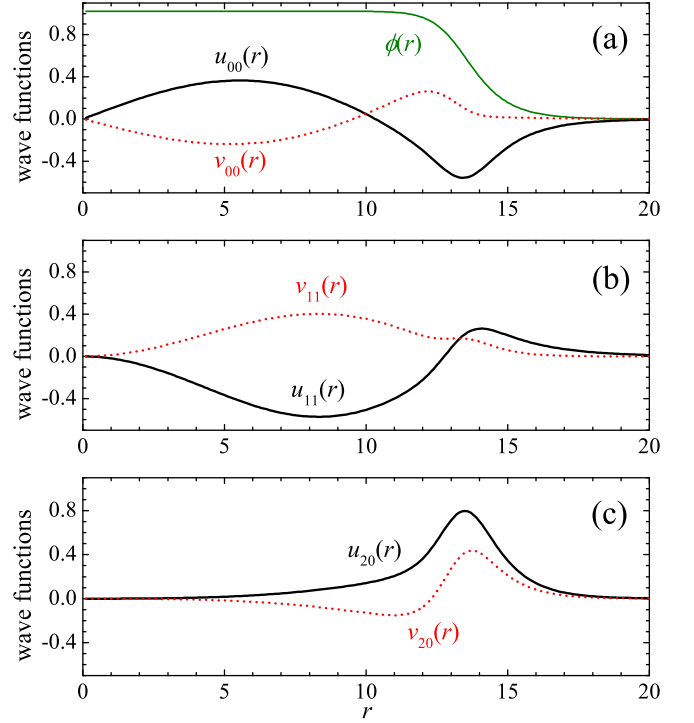 wave functions
0.8
0.4
0.0
-0.4
u₀₀(r)
v₀₀(r)
ϕ(r)
(a)
0 5 10 15 20
wave functions
0.8
0.4
0.0
-0.4
v₁₁(r)
u₁₁(r)
(b)
0 5 10 15 20
wave functions
0.8
0.4
0.0
-0.4
u₂₀(r)
v₂₀(r)
(c)
0 5 10 15 20
r